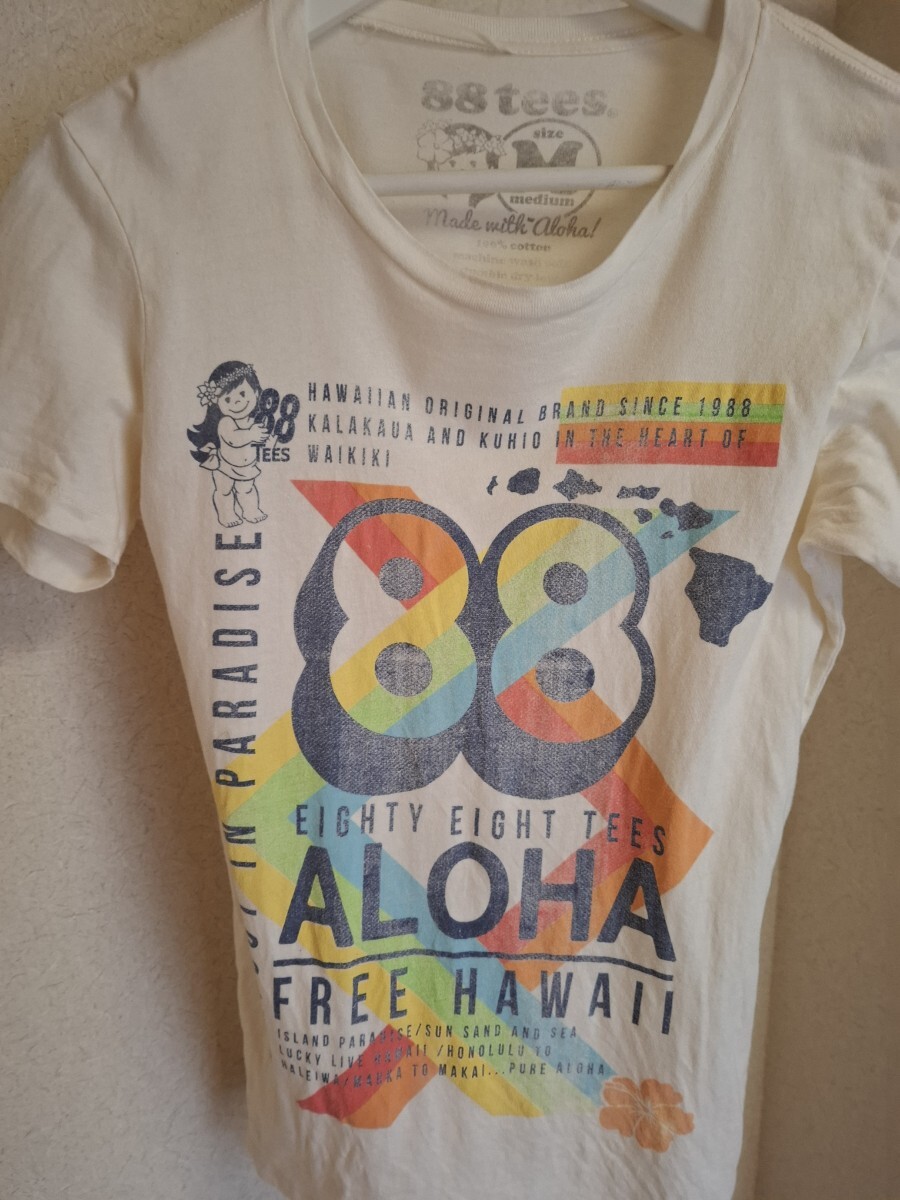 88 tees
size
M
medium
Made with Aloha!
100% cotton
machine wash
88
TEES
HAWAIIAN ORIGINAL BRAND SINCE 1988
KALAKAUA AND KUHIO IN THE HEART OF
WAIKIKI
IN PARADISE
88
EIGHTY EIGHT TEES
ALOHA
FREE HAWAII
ISLAND PARADISE/SUN SAND AND SEA
LUCKY LIVE HAWAII /HONOLULU TO
HALEIWA/MAUKA TO MAKAI...PURE ALOHA